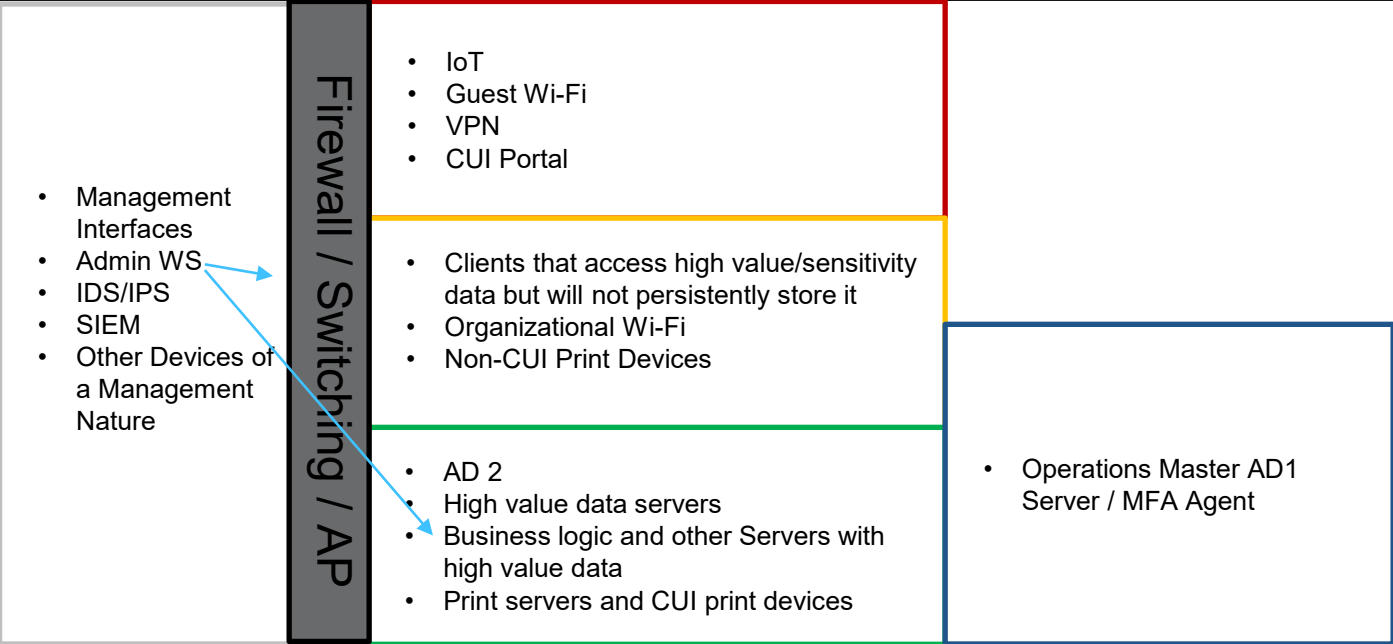 • Management
Interfaces
• Admin WS
• IDS/IPS
• SIEM
• Other Devices of
a Management
Nature
Firewall / Switching / AP
• IoT
• Guest Wi-Fi
• VPN
• CUI Portal
• Clients that access high value/sensitivity
data but will not persistently store it
• Organizational Wi-Fi
• Non-CUI Print Devices
• AD 2
• High value data servers
• Business logic and other Servers with
high value data
• Print servers and CUI print devices
• Operations Master AD1
Server / MFA Agent